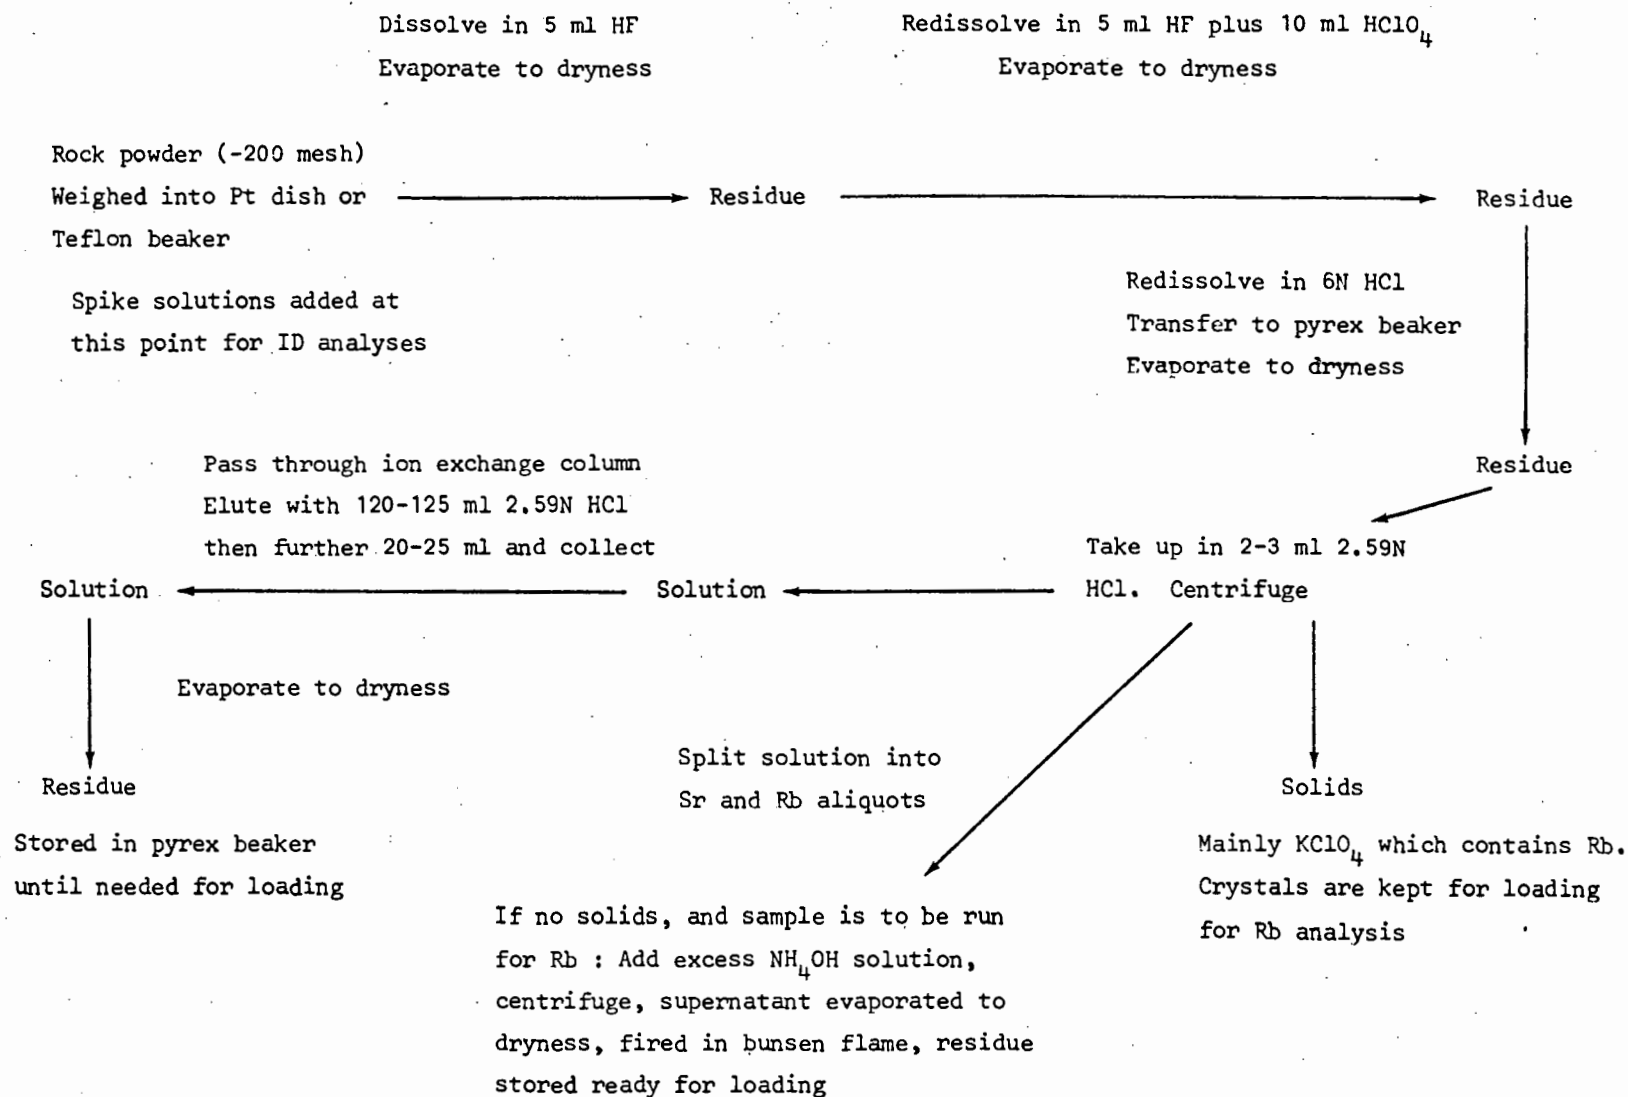 Dissolve in 5 ml HF
Evaporate to dryness
Redissolve in 5 ml HF plus 10 ml HClO₄
Evaporate to dryness
Rock powder (-200 mesh)
Weighed into Pt dish or
Teflon beaker
Residue
Residue
Spike solutions added at
this point for ID analyses
Redissolve in 6N HCl
Transfer to pyrex beaker
Evaporate to dryness
Residue
Pass through ion exchange column
Elute with 120-125 ml 2.59N HCl
then further 20-25 ml and collect
Take up in 2-3 ml 2.59N
HCl. Centrifuge
Solution
Solution
Evaporate to dryness
Residue
Stored in pyrex beaker
until needed for loading
Split solution into
Sr and Rb aliquots
If no solids, and sample is to be run
for Rb : Add excess NH₄OH solution,
centrifuge, supernatant evaporated to
dryness, fired in bunsen flame, residue
stored ready for loading
Solids
Mainly KClO₄ which contains Rb.
Crystals are kept for loading
for Rb analysis